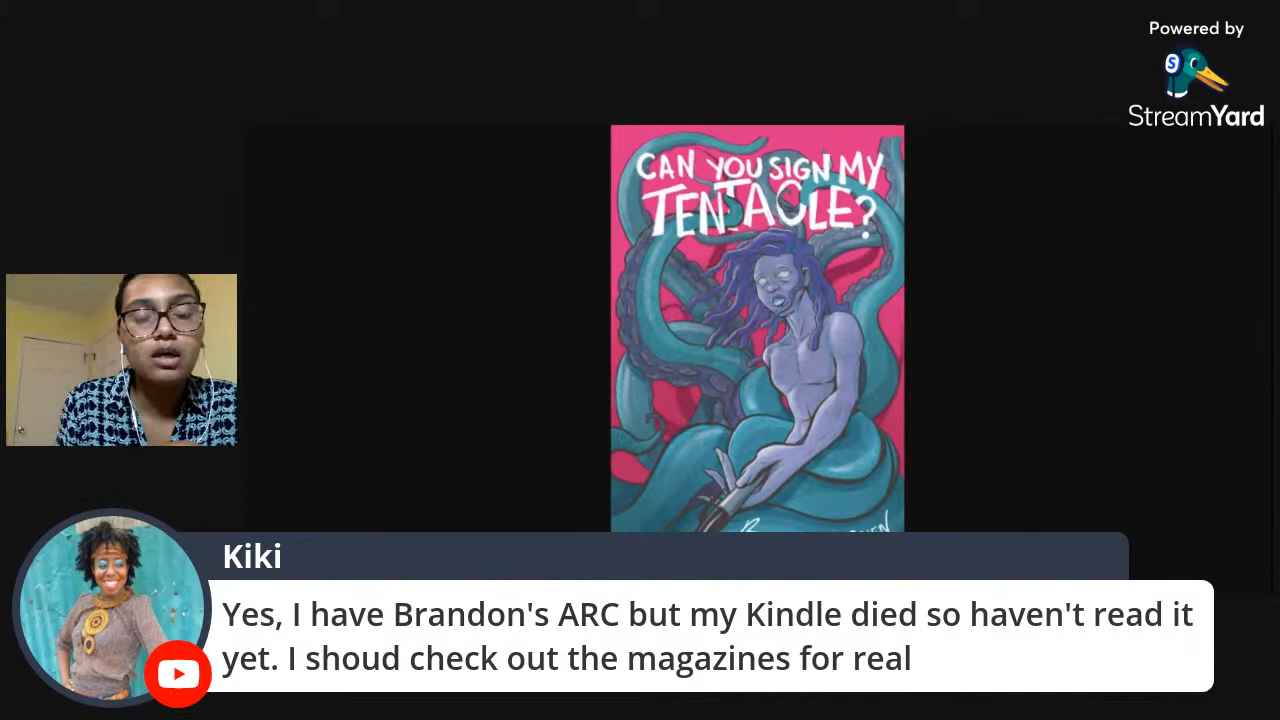 Powered by
S
StreamYard
CAN YOU SIGN MY
TENTACLE?
Kiki
Yes, I have Brandon's ARC but my Kindle died so haven't read it
yet. I shoud check out the magazines for real